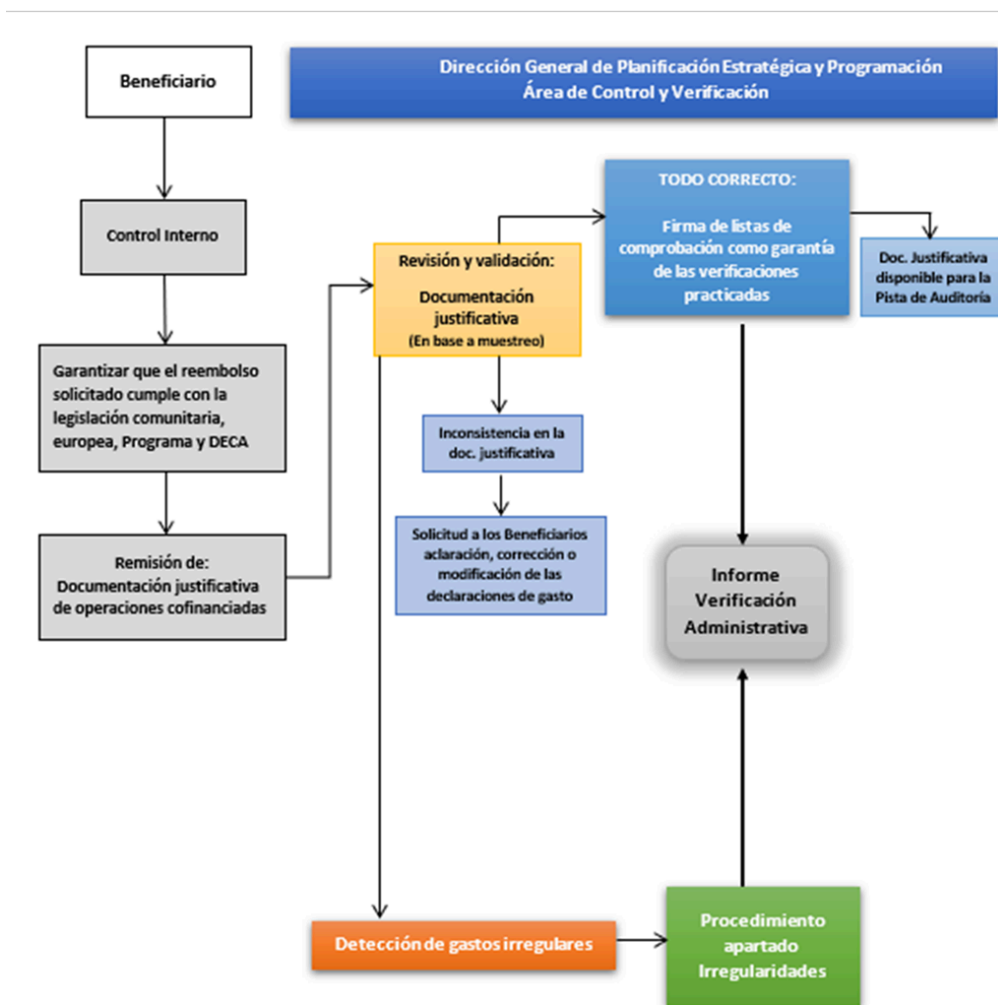 Beneficiario
Dirección General de Planificación Estratégica y Programación
Área de Control y Verificación
Control Interno
Garantizar que el reembolso
solicitado cumple con la
legislación comunitaria,
europea, Programa y DECA
Remisión de:
Documentación justificativa
de operaciones cofinanciadas
Revisión y validación:
Documentación
justificativa
(En base a muestreo)
TODO CORRECTO:
Firma de listas de
comprobación como garantía
de las verificaciones
practicadas
Doc. Justificativa
disponible para la
Pista de Auditoría
Inconsistencia en la
doc. justificativa
Solicitud a los Beneficiarios
aclaración, corrección o
modificación de las
declaraciones de gasto
Informe
Verificación
Administrativa
Detección de gastos irregulares
Procedimiento
apartado
Irregularidades